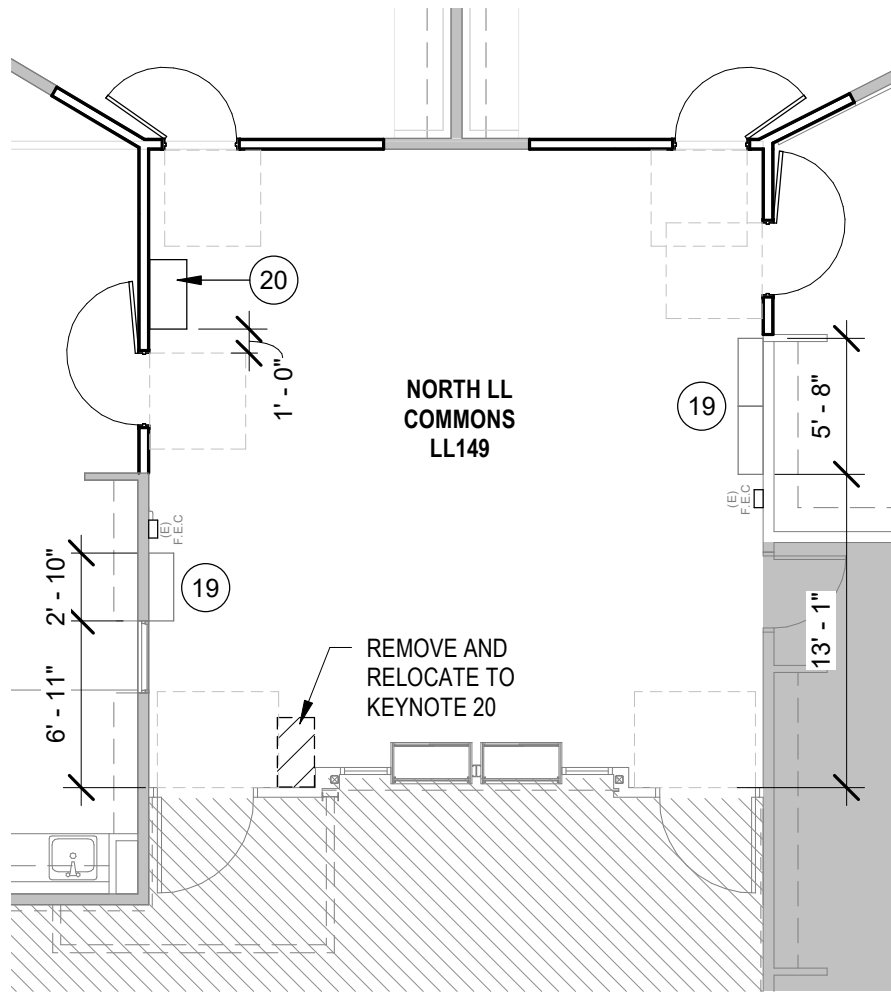 20
1' - 0"
NORTH LL
COMMONS
LL149
19
5' - 8"
(E)
F.E.C
(E)
F.E.C
2' - 10"
19
13' - 1"
6' - 11"
REMOVE AND
RELOCATE TO
KEYNOTE 20